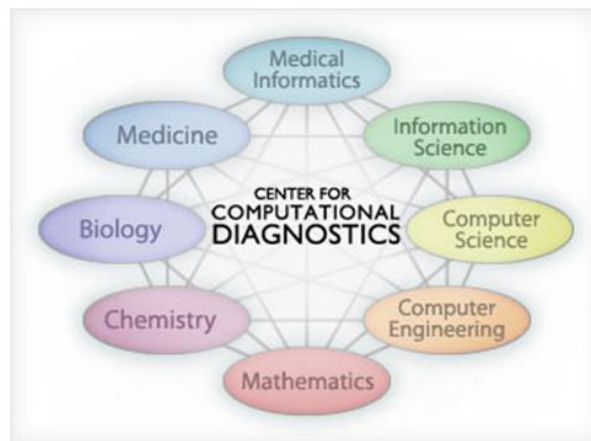 Medical
Informatics
Medicine
Information
Science
CENTER FOR
COMPUTATIONAL
DIAGNOSTICS
Biology
Computer
Science
Chemistry
Computer
Engineering
Mathematics